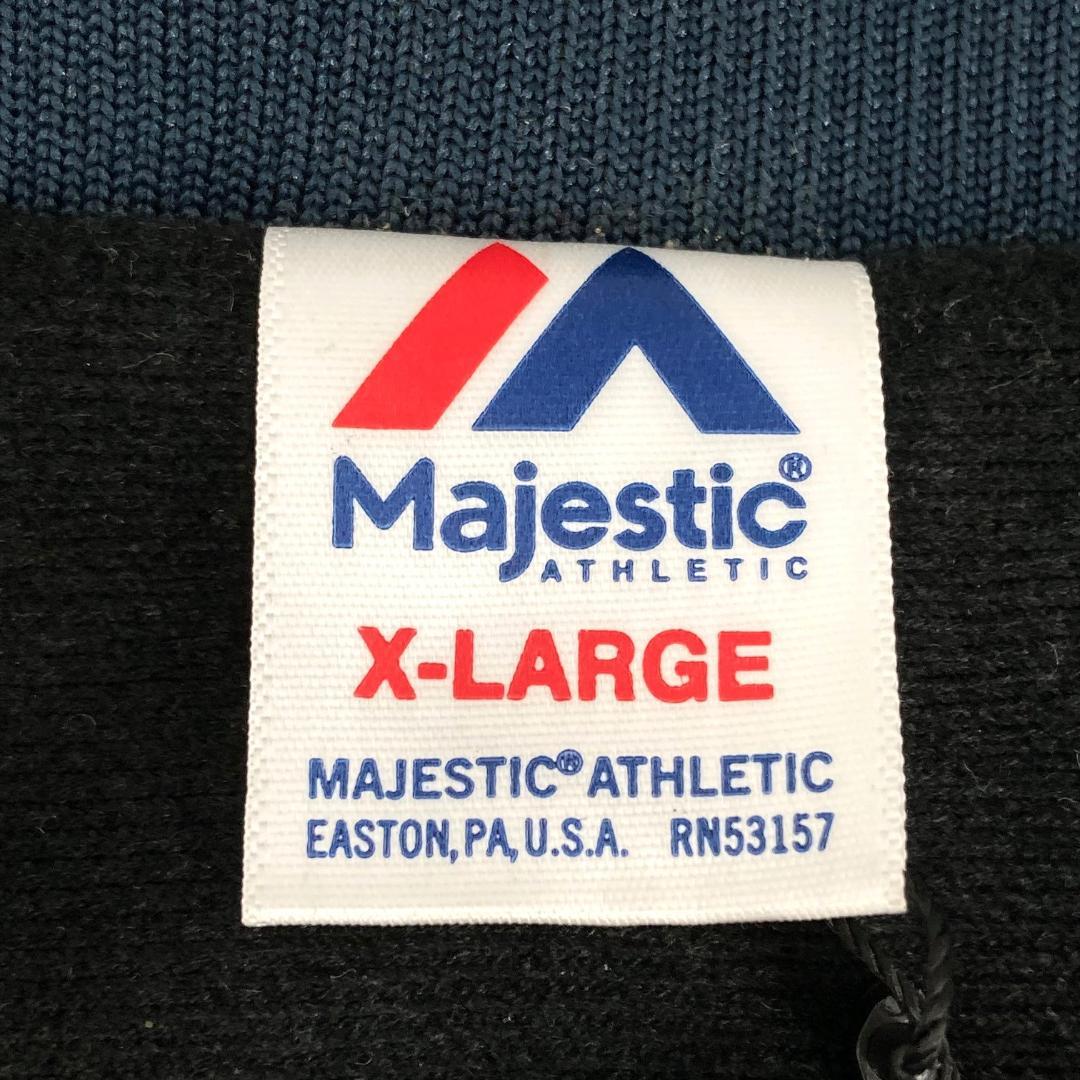 Majestic®
ATHLETIC
X-LARGE
MAJESTIC® ATHLETIC
EASTON, PA, U.S.A. RN53157